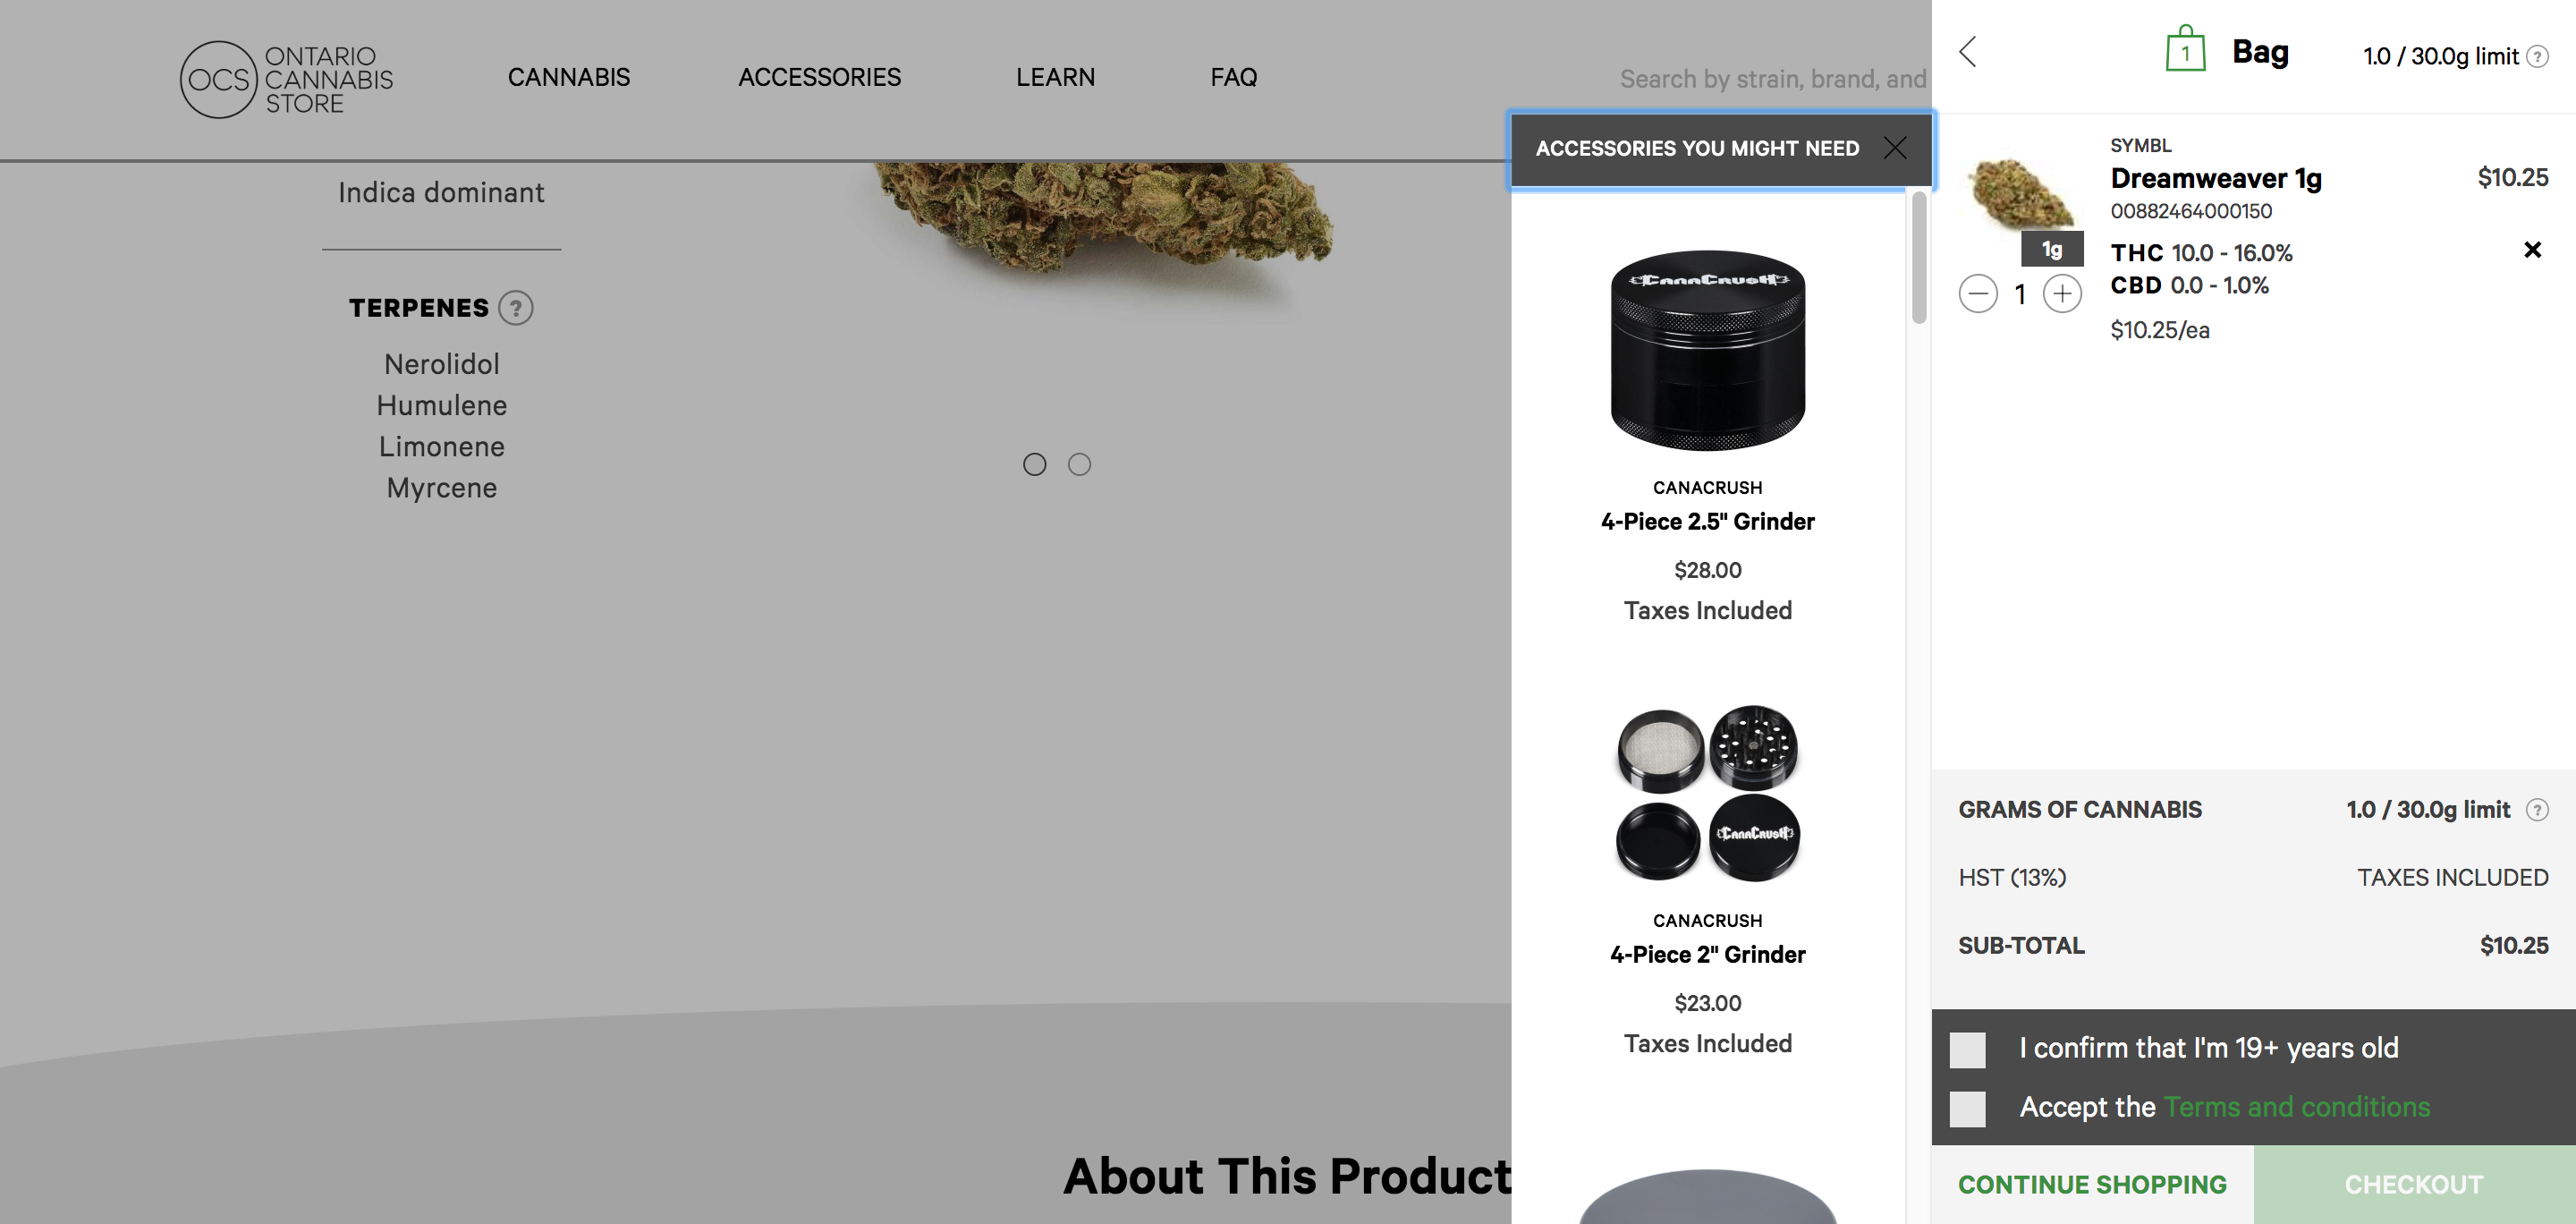 OCS
ONTARIO
CANNABIS
STORE
CANNABIS
ACCESSORIES
LEARN
FAQ
Search by strain, brand, and
Indica dominant
TERPENES ?
Nerolidol
Humulene
Limonene
Myrcene
About This Product
ACCESSORIES YOU MIGHT NEED
CANACRUSH
CANACRUSH
4-Piece 2.5" Grinder
$28.00
Taxes Included
CANACRUSH
CANACRUSH
4-Piece 2" Grinder
$23.00
Taxes Included
1
Bag
1.0 / 30.0g limit ?
SYMBL
Dreamweaver 1g
$10.25
00882464000150
1g
THC 10.0 - 16.0%
CBD 0.0 - 1.0%
1
$10.25/ea
GRAMS OF CANNABIS
1.0 / 30.0g limit ?
HST (13%)
TAXES INCLUDED
SUB-TOTAL
$10.25
I confirm that I'm 19+ years old
Accept the Terms and conditions
CONTINUE SHOPPING
CHECKOUT